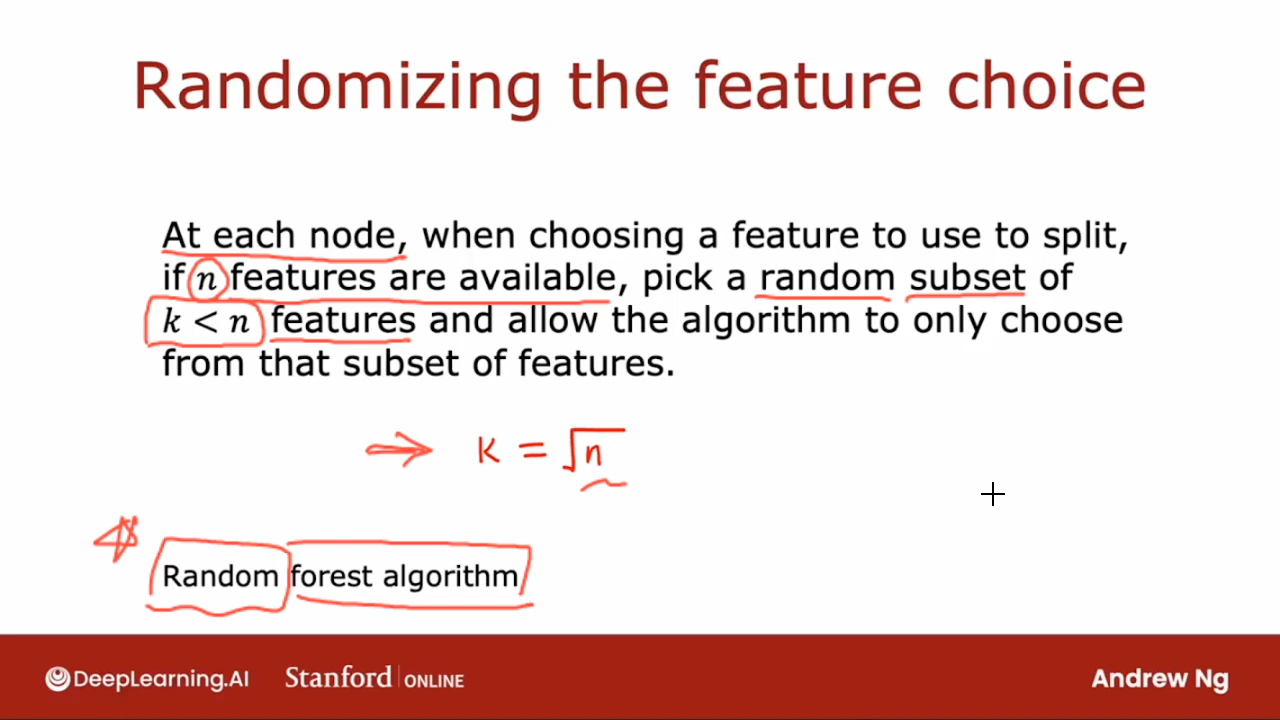 Randomizing the feature choice
At each node, when choosing a feature to use to split,
if n features are available, pick a random subset of
k < n features and allow the algorithm to only choose
from that subset of features.
K = √n
Random forest algorithm
DeepLearning.AI Stanford ONLINE Andrew Ng